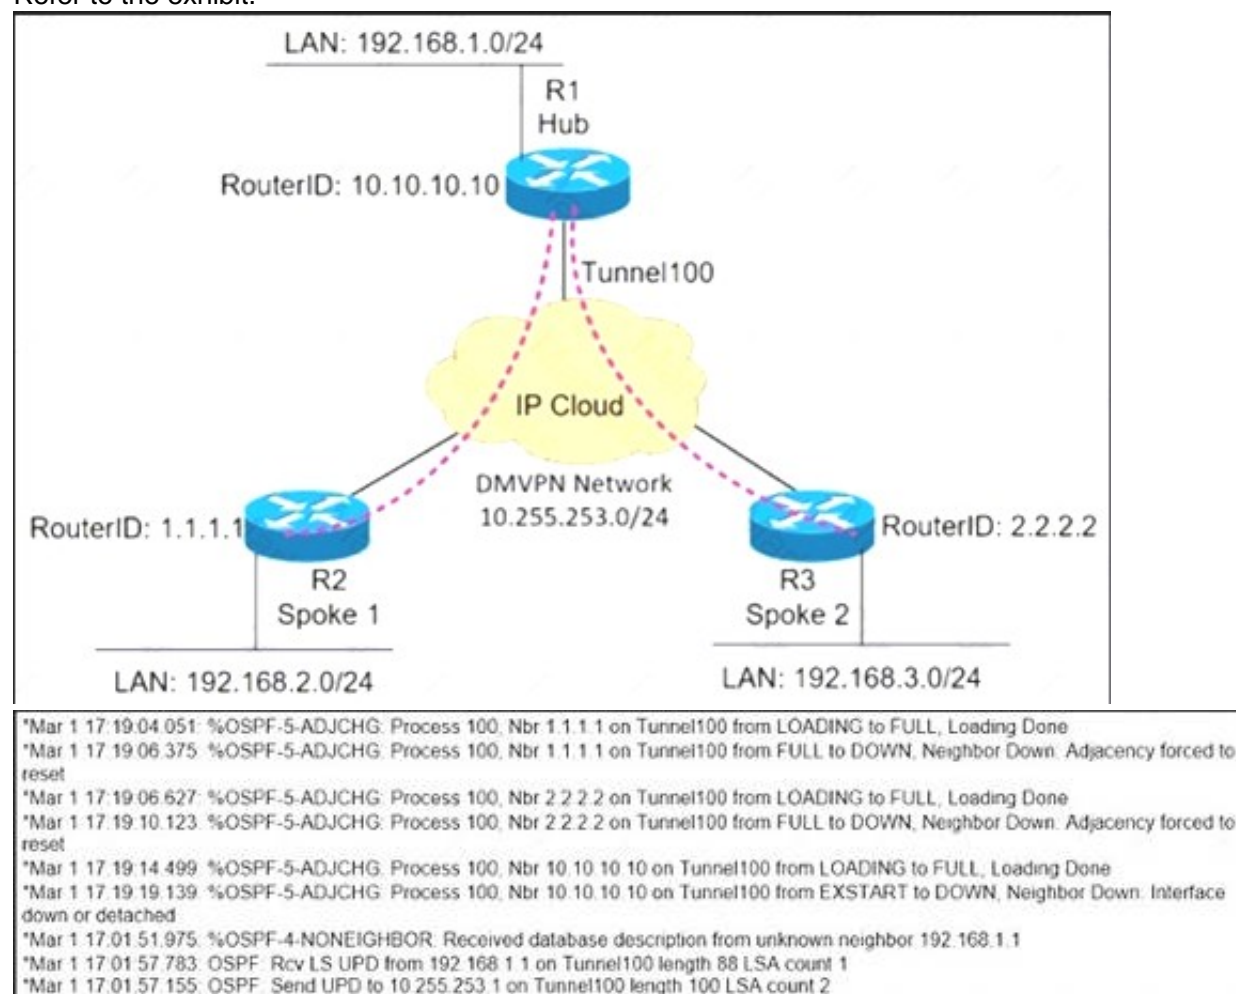 Refer to the exhibit.
LAN: 192.168.1.0/24
R1
Hub
RouterID: 10.10.10.10
Tunnel100
IP Cloud
DMVPN Network
10.255.253.0/24
RouterID: 1.1.1.1
RouterID: 2.2.2.2
R2
Spoke 1
R3
Spoke 2
LAN: 192.168.2.0/24
LAN: 192.168.3.0/24
*Mar 1 17:19:04.051: %OSPF-5-ADJCHG: Process 100, Nbr 1.1.1.1 on Tunnel100 from LOADING to FULL, Loading Done
*Mar 1 17:19:06.375: %OSPF-5-ADJCHG: Process 100, Nbr 1.1.1.1 on Tunnel100 from FULL to DOWN, Neighbor Down: Adjacency forced to
reset
*Mar 1 17:19:06.627: %OSPF-5-ADJCHG: Process 100, Nbr 2.2.2.2 on Tunnel100 from LOADING to FULL, Loading Done
*Mar 1 17:19:10.123: %OSPF-5-ADJCHG: Process 100, Nbr 2.2.2.2 on Tunnel100 from FULL to DOWN, Neighbor Down: Adjacency forced to
reset
*Mar 1 17:19:14.499: %OSPF-5-ADJCHG: Process 100, Nbr 10.10.10.10 on Tunnel100 from LOADING to FULL, Loading Done
*Mar 1 17:19:19.139: %OSPF-5-ADJCHG: Process 100, Nbr 10.10.10.10 on Tunnel100 from EXSTART to DOWN, Neighbor Down: Interface
down or detached
*Mar 1 17:01:51.975: %OSPF-4-NONEIGHBOR: Received database description from unknown neighbor 192.168.1.1
*Mar 1 17:01:57.783: OSPF: Rcv LS UPD from 192.168.1.1 on Tunnel100 length 88 LSA count 1
*Mar 1 17:01:57.155: OSPF: Send UPD to 10.255.253.1 on Tunnel100 length 100 LSA count 2